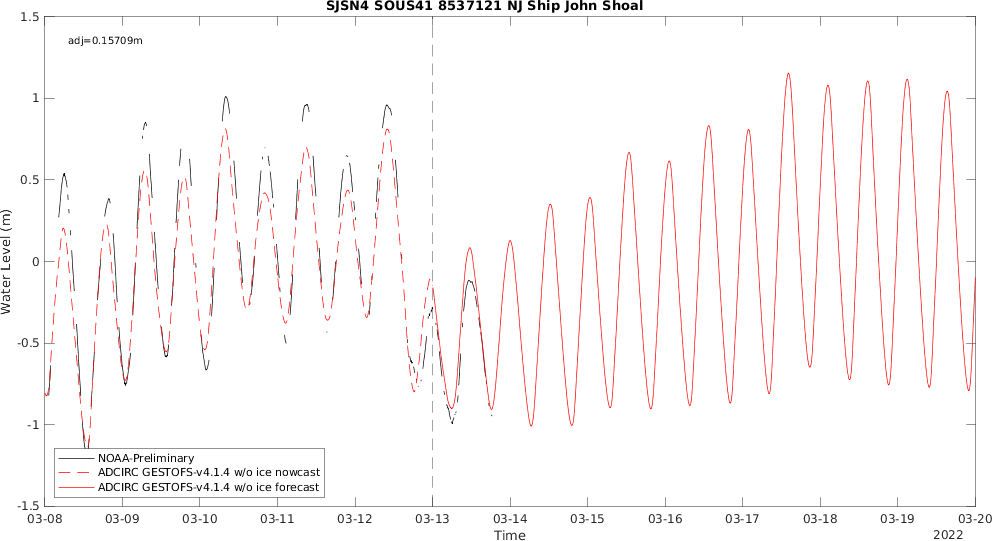 SJSN4 SOUS41 8537121 NJ Ship John Shoal
adj=0.15709m
1.5
1
0.5
0
-0.5
-1
-1.5
Water Level (m)
NOAA-Preliminary
ADCIRC GESTOFS-v4.1.4 w/o ice nowcast
ADCIRC GESTOFS-v4.1.4 w/o ice forecast
03-08 03-09 03-10 03-11 03-12 03-13 03-14 03-15 03-16 03-17 03-18 03-19 03-20
Time
2022